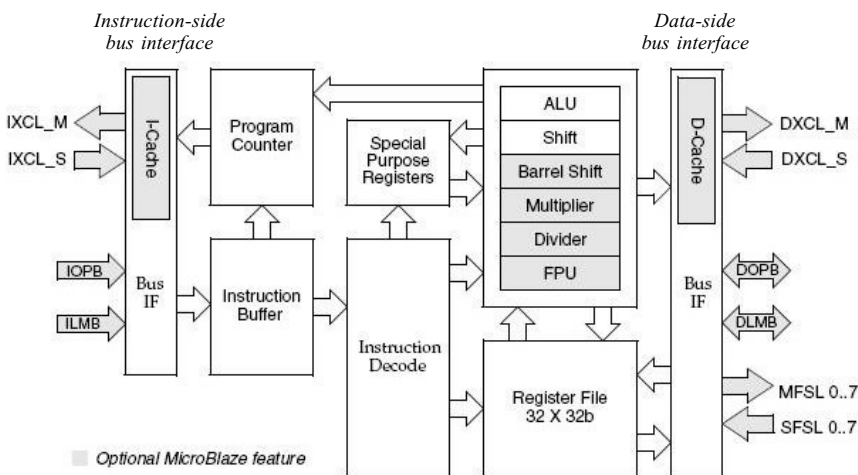 Instruction-side
bus interface
Data-side
bus interface
IXCL_M
IXCL_S
I-Cache
Program
Counter
Special
Purpose
Registers
ALU
Shift
Barrel Shift
Multiplier
Divider
FPU
D-Cache
DXCL_M
DXCL_S
IOPB
ILMB
Bus
IF
Instruction
Buffer
Instruction
Decode
Register File
32 X 32b
Bus
IF
DOPB
DLMB
MFSL 0..7
SFSL 0..7
Optional MicroBlaze feature